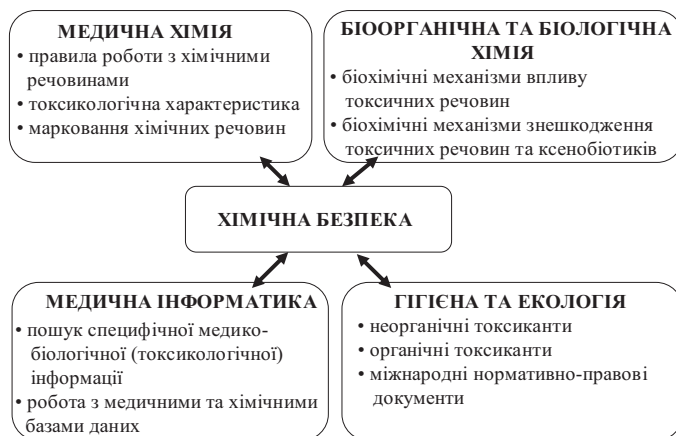 МЕДИЧНА ХІМІЯ
• правила роботи з хімічними
речовинами
• токсикологічна характеристика
• марковання хімічних речовин
БІООРГАНІЧНА ТА БІОЛОГІЧНА
ХІМІЯ
• біохімічні механізми впливу
токсичних речовин
• біохімічні механізми знешкодження
токсичних речовин та ксенобіотиків
ХІМІЧНА БЕЗПЕКА
МЕДИЧНА ІНФОРМАТИКА
• пошук специфічної медико-
біологічної (токсикологічної)
інформації
• робота з медичними та хімічними
базами даних
ГІГІЄНА ТА ЕКОЛОГІЯ
• неорганічні токсиканти
• органічні токсиканти
• міжнародні нормативно-правові
документи